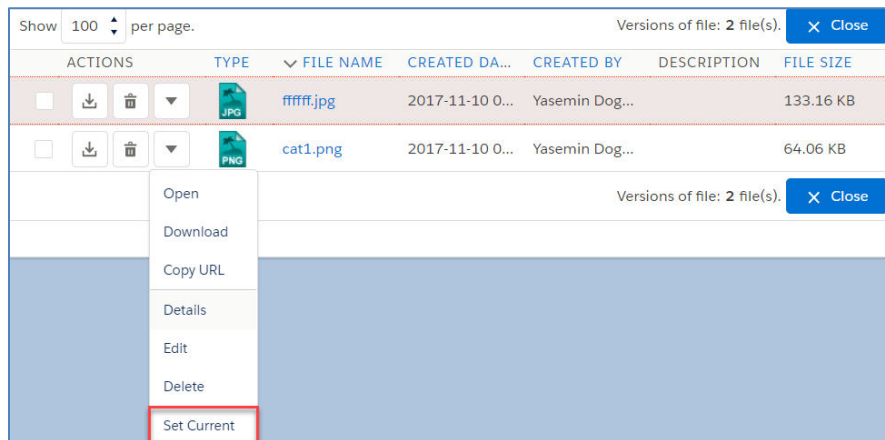 Show 100 per page. Versions of file: 2 file(s). Close
ACTIONS TYPE FILE NAME CREATED DA... CREATED BY DESCRIPTION FILE SIZE
JPG ffffff.jpg 2017-11-10 0... Yasemin Dog... 133.16 KB
PNG cat1.png 2017-11-10 0... Yasemin Dog... 64.06 KB
Versions of file: 2 file(s). Close
Open
Download
Copy URL
Details
Edit
Delete
Set Current